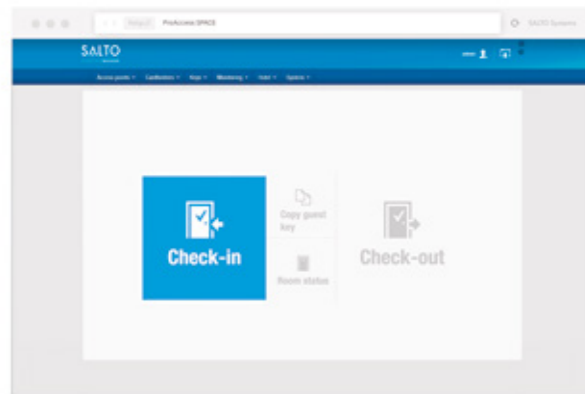 ProAccess SPACE
SALTO Systems
SALTO
admin
Access points Cardholders Keys Monitoring Hotel System
Check-in
Copy guest
key
Room status
Check-out